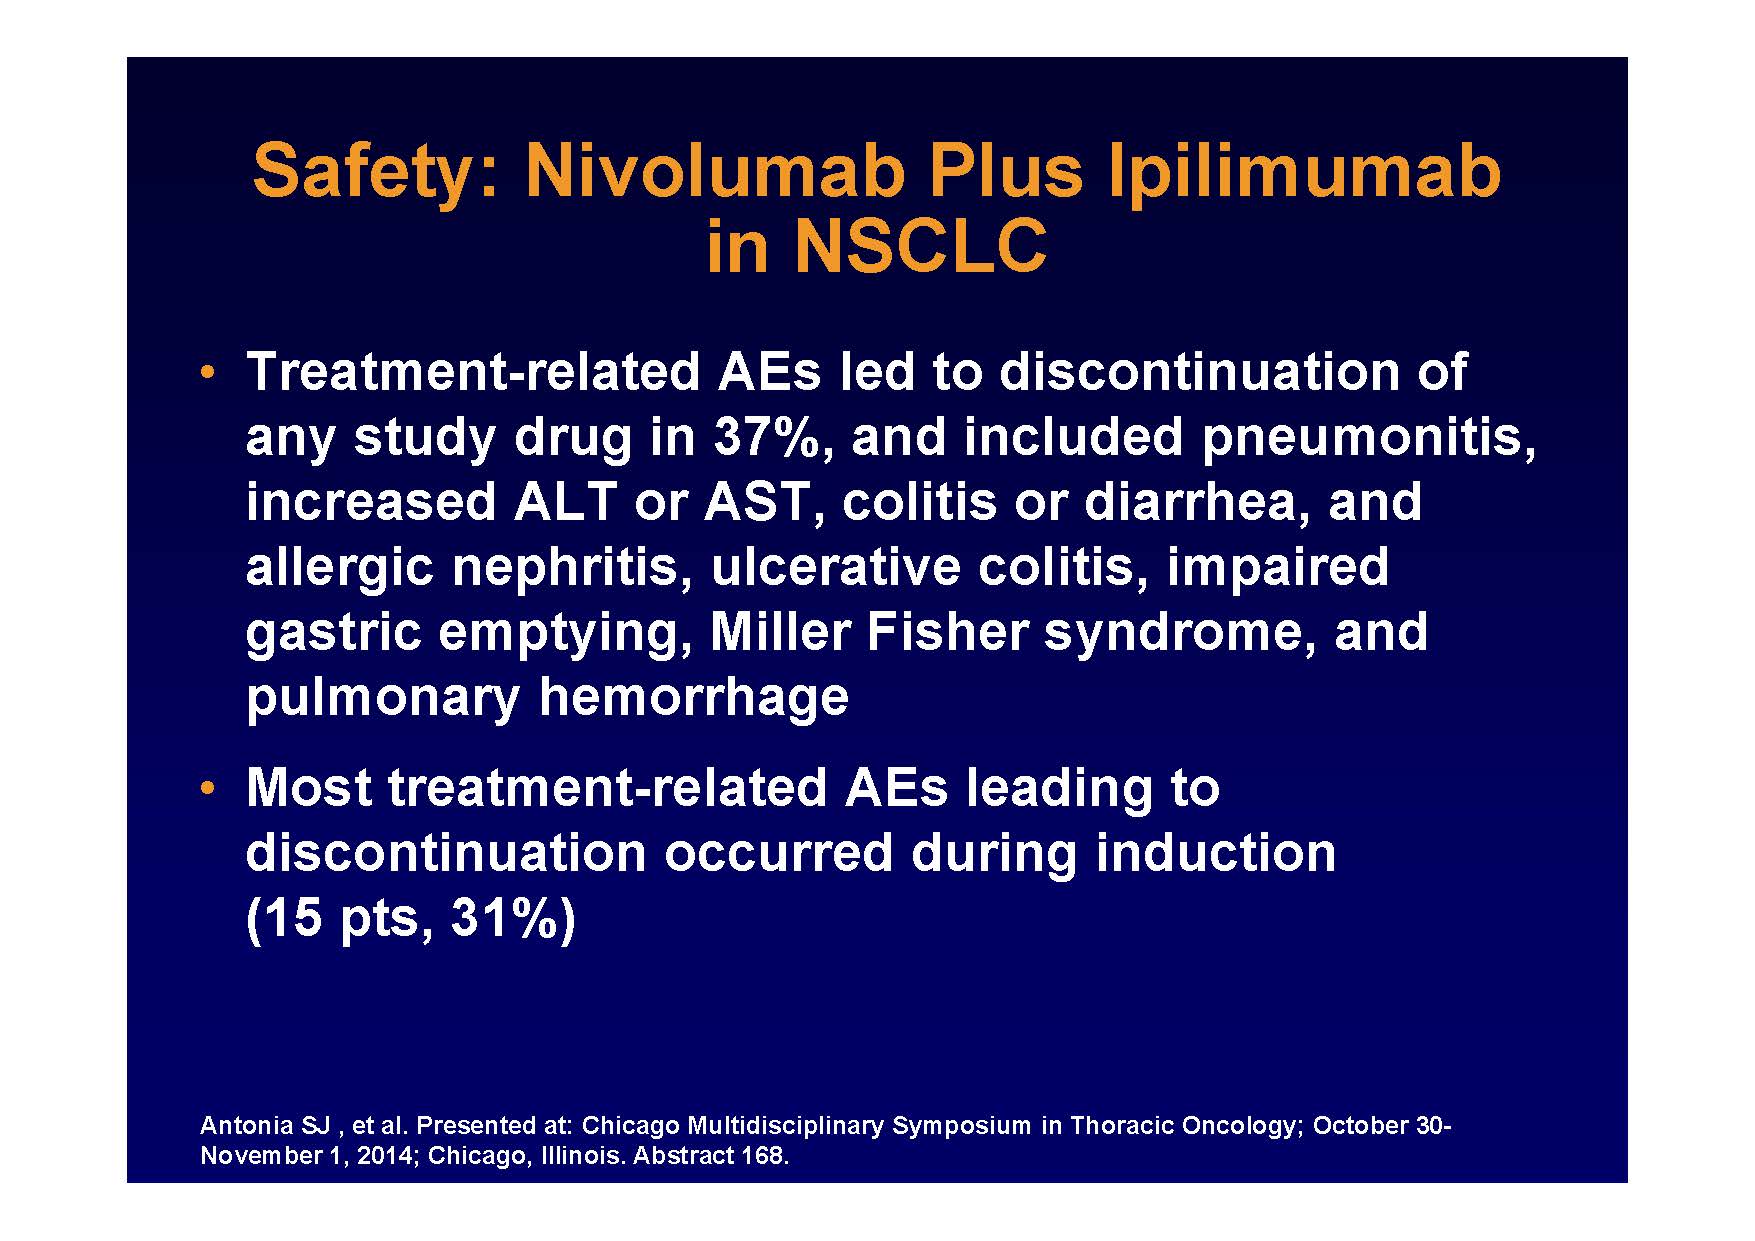 Safety: Nivolumab Plus Ipilimumab
in NSCLC
• Treatment-related AEs led to discontinuation of
any study drug in 37%, and included pneumonitis,
increased ALT or AST, colitis or diarrhea, and
allergic nephritis, ulcerative colitis, impaired
gastric emptying, Miller Fisher syndrome, and
pulmonary hemorrhage
• Most treatment-related AEs leading to
discontinuation occurred during induction
(15 pts, 31%)
Antonia SJ , et al. Presented at: Chicago Multidisciplinary Symposium in Thoracic Oncology; October 30-
November 1, 2014; Chicago, Illinois. Abstract 168.